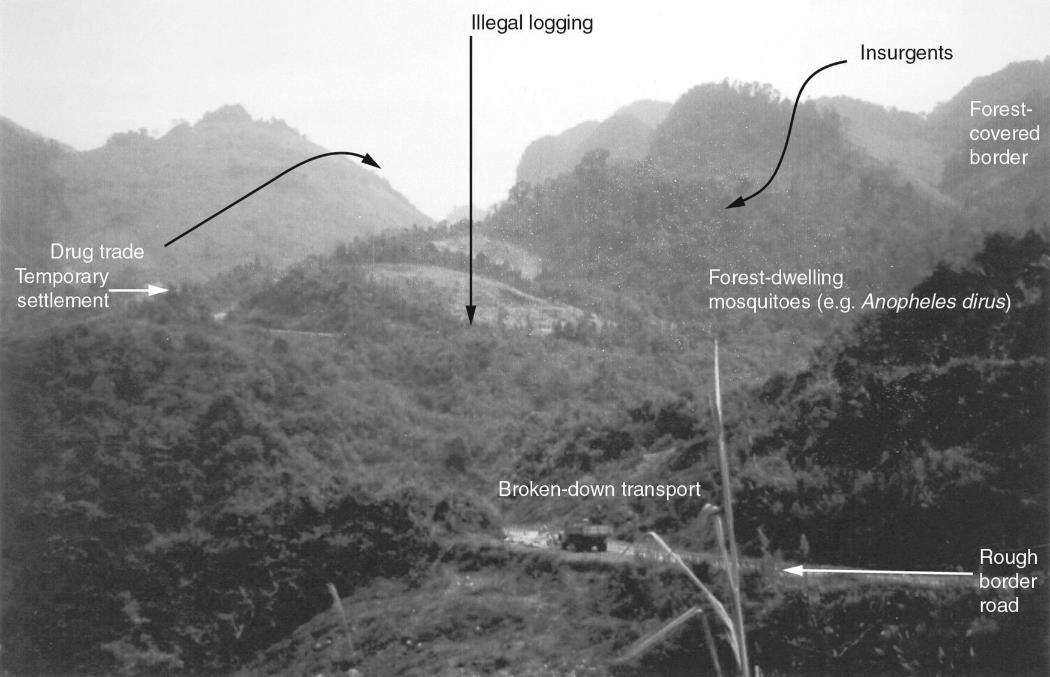 Illegal logging
Insurgents
Forest-
covered
border
Drug trade
Temporary
settlement
Forest-dwelling
mosquitoes (e.g. Anopheles dirus)
Broken-down transport
Rough
border
road